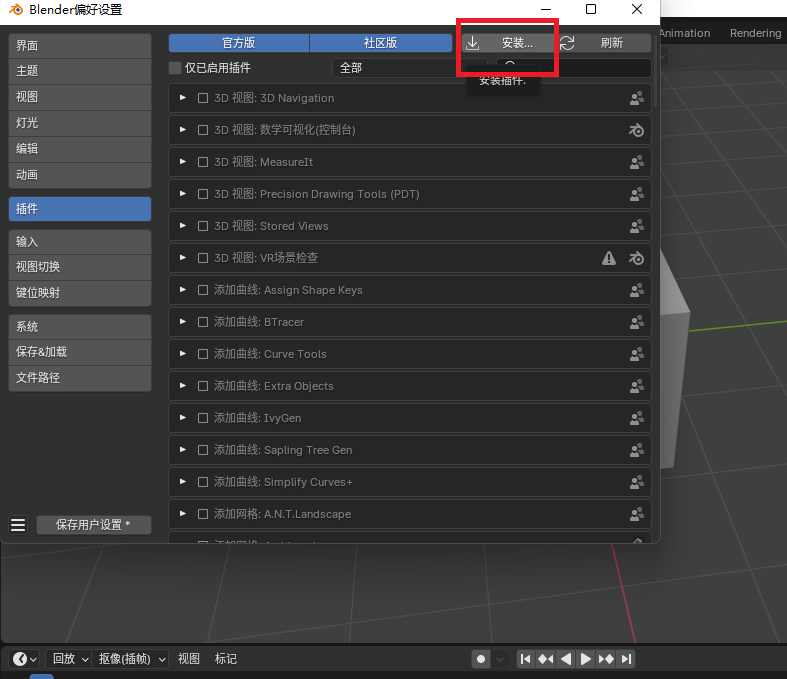 Blender偏好设置
界面
主题
视图
灯光
编辑
动画
插件
输入
视图切换
键位映射
系统
保存&加载
文件路径
保存用户设置 *
官方版 社区版 安装... 刷新
仅已启用插件 全部
安装插件.
3D 视图: 3D Navigation
3D 视图: 数学可视化(控制台)
3D 视图: MeasureIt
3D 视图: Precision Drawing Tools (PDT)
3D 视图: Stored Views
3D 视图: VR场景检查
添加曲线: Assign Shape Keys
添加曲线: BTracer
添加曲线: Curve Tools
添加曲线: Extra Objects
添加曲线: IvyGen
添加曲线: Sapling Tree Gen
添加曲线: Simplify Curves+
添加网格: A.N.T.Landscape
Animation Rendering
回放 抠像(插帧) 视图 标记